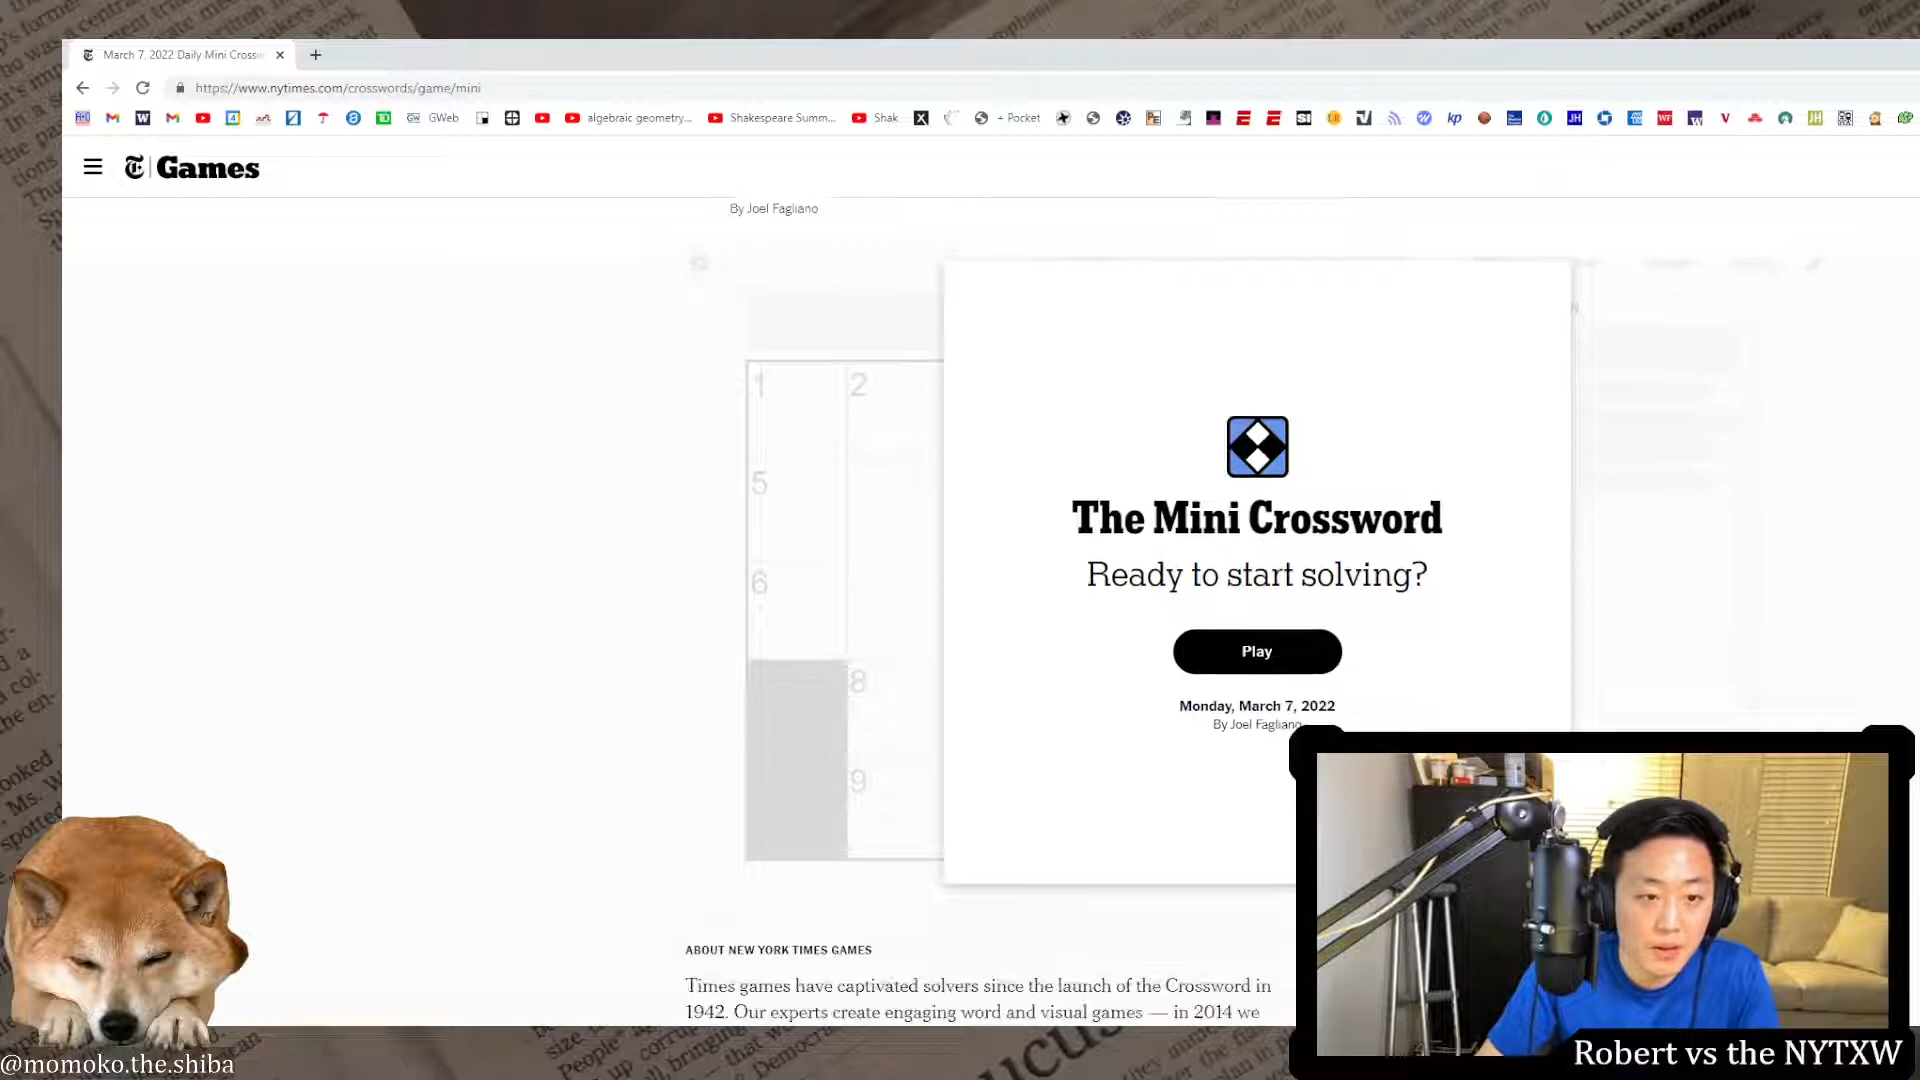 March 7, 2022 Daily Mini Crossw
https://www.nytimes.com/crosswords/game/mini
GWeb
algebraic geometry...
Shakespeare Summ...
Shak
+ Pocket
Games
By Joel Fagliano
1
2
5
6
8
9
The Mini Crossword
Ready to start solving?
Play
Monday, March 7, 2022
By Joel Fagliano
ABOUT NEW YORK TIMES GAMES
Times games have captivated solvers since the launch of the Crossword in
1942. Our experts create engaging word and visual games — in 2014 we
@momoko.the.shiba
Robert vs the NYTXW